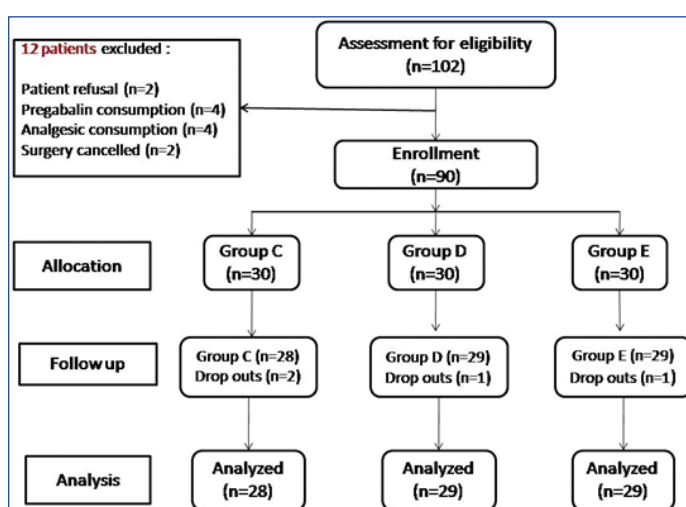 12 patients excluded :
Patient refusal (n=2)
Pregabalin consumption (n=4)
Analgesic consumption (n=4)
Surgery cancelled (n=2)
Assessment for eligibility
(n=102)
Enrollment
(n=90)
Allocation
Group C
(n=30)
Group D
(n=30)
Group E
(n=30)
Follow up
Group C (n=28)
Drop outs (n=2)
Group D (n=29)
Drop outs (n=1)
Group E (n=29)
Drop outs (n=1)
Analysis
Analyzed
(n=28)
Analyzed
(n=29)
Analyzed
(n=29)